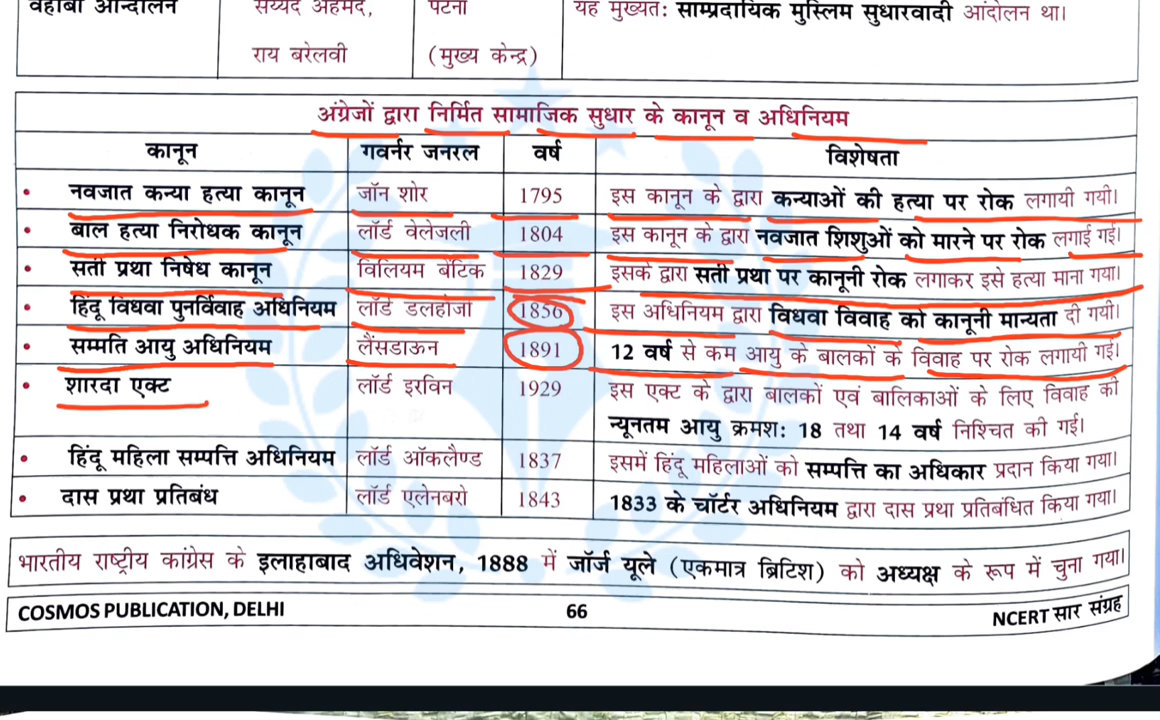 वहाबी आन्दोलन सय्यद अहमद, पटना यह मुख्यतः साम्प्रदायिक मुस्लिम सुधारवादी आंदोलन था।
राय बरेलवी (मुख्य केन्द्र)
अंग्रेजों द्वारा निर्मित सामाजिक सुधार के कानून व अधिनियम
कानून गवर्नर जनरल वर्ष विशेषता
• नवजात कन्या हत्या कानून जॉन शोर 1795 इस कानून के द्वारा कन्याओं की हत्या पर रोक लगायी गयी।
• बाल हत्या निरोधक कानून लॉर्ड वेलेजली 1804 इस कानून के द्वारा नवजात शिशुओं को मारने पर रोक लगाई गई।
• सती प्रथा निषेध कानून विलियम बेंटिक 1829 इसके द्वारा सती प्रथा पर कानूनी रोक लगाकर इसे हत्या माना गया।
• हिंदू विधवा पुनर्विवाह अधिनियम लॉर्ड डलहौजी 1856 इस अधिनियम द्वारा विधवा विवाह को कानूनी मान्यता दी गयी।
• सम्मति आयु अधिनियम लैंसडाऊन 1891 12 वर्ष से कम आयु के बालकों के विवाह पर रोक लगायी गई।
• शारदा एक्ट लॉर्ड इरविन 1929 इस एक्ट के द्वारा बालकों एवं बालिकाओं के लिए विवाह की
न्यूनतम आयु क्रमशः 18 तथा 14 वर्ष निश्चित की गई।
• हिंदू महिला सम्पत्ति अधिनियम लॉर्ड ऑकलैण्ड 1837 इसमें हिंदू महिलाओं को सम्पत्ति का अधिकार प्रदान किया गया।
• दास प्रथा प्रतिबंध लॉर्ड एलेनबरो 1843 1833 के चॉर्टर अधिनियम द्वारा दास प्रथा प्रतिबंधित किया गया।
भारतीय राष्ट्रीय कांग्रेस के इलाहाबाद अधिवेशन, 1888 में जॉर्ज यूले (एकमात्र ब्रिटिश) को अध्यक्ष के रूप में चुना गया।
COSMOS PUBLICATION, DELHI 66 NCERT सार संग्रह